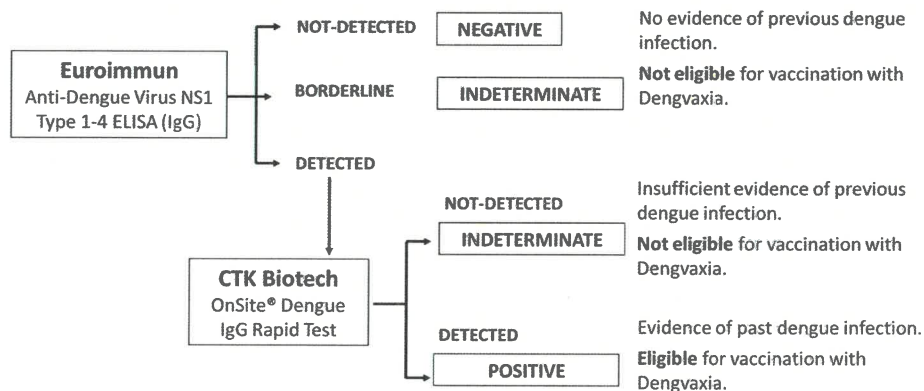 NOT-DETECTED
NEGATIVE
No evidence of previous dengue
infection.
Euroimmun
Anti-Dengue Virus NS1
Type 1-4 ELISA (IgG)
BORDERLINE
INDETERMINATE
Not eligible for vaccination with
Dengvaxia.
DETECTED
NOT-DETECTED
INDETERMINATE
Insufficient evidence of previous
dengue infection.
Not eligible for vaccination with
Dengvaxia.
CTK Biotech
OnSite® Dengue
IgG Rapid Test
DETECTED
POSITIVE
Evidence of past dengue infection.
Eligible for vaccination with
Dengvaxia.